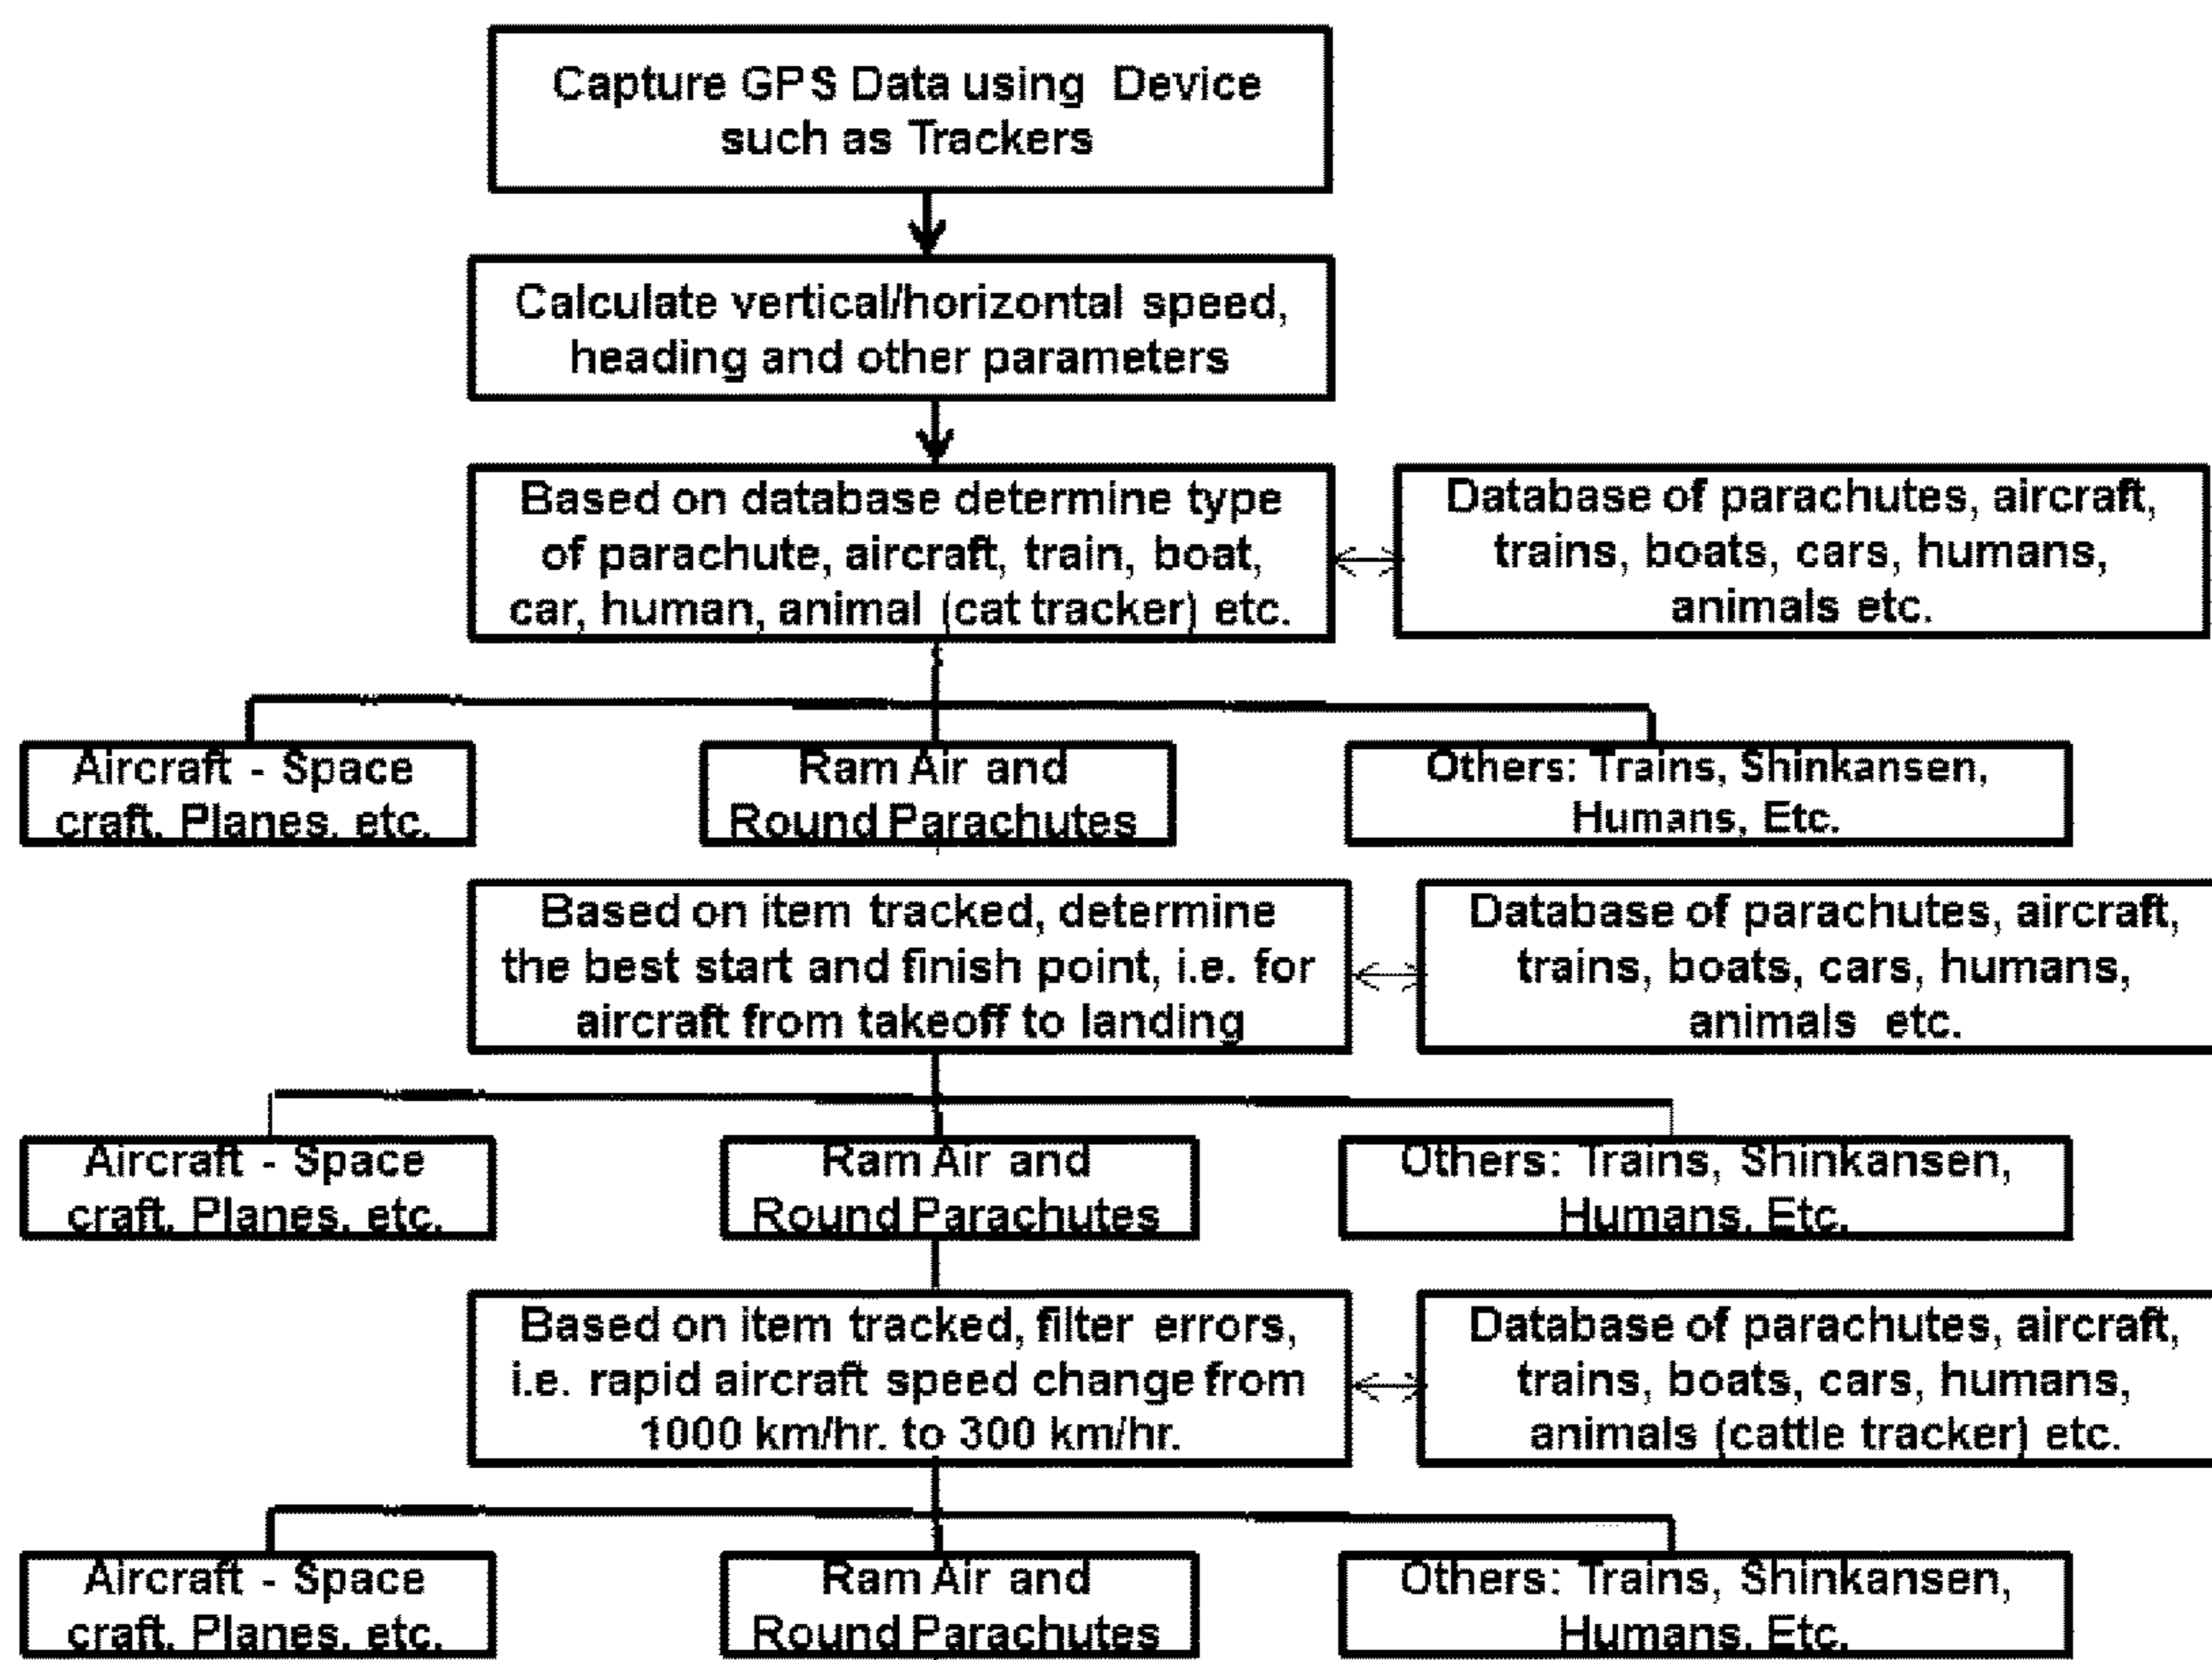 Capture GPS Data using Device
such as Trackers
Calculate vertical/horizontal speed,
heading and other parameters
Based on database determine type
of parachute, aircraft, train, boat,
car, human, animal (cat tracker) etc.
Database of parachutes, aircraft,
trains, boats, cars, humans,
animals etc.
Aircraft - Space
craft, Planes, etc.
Ram Air and
Round Parachutes
Others: Trains, Shinkansen,
Humans, Etc.
Based on item tracked, determine
the best start and finish point, i.e. for
aircraft from takeoff to landing
Database of parachutes, aircraft,
trains, boats, cars, humans,
animals etc.
Aircraft - Space
craft, Planes, etc.
Ram Air and
Round Parachutes
Others: Trains, Shinkansen,
Humans, Etc.
Based on item tracked, filter errors,
i.e. rapid aircraft speed change from
1000 km/hr. to 300 km/hr.
Database of parachutes, aircraft,
trains, boats, cars, humans,
animals (cattle tracker) etc.
Aircraft - Space
craft, Planes, etc.
Ram Air and
Round Parachutes
Others: Trains, Shinkansen,
Humans, Etc.